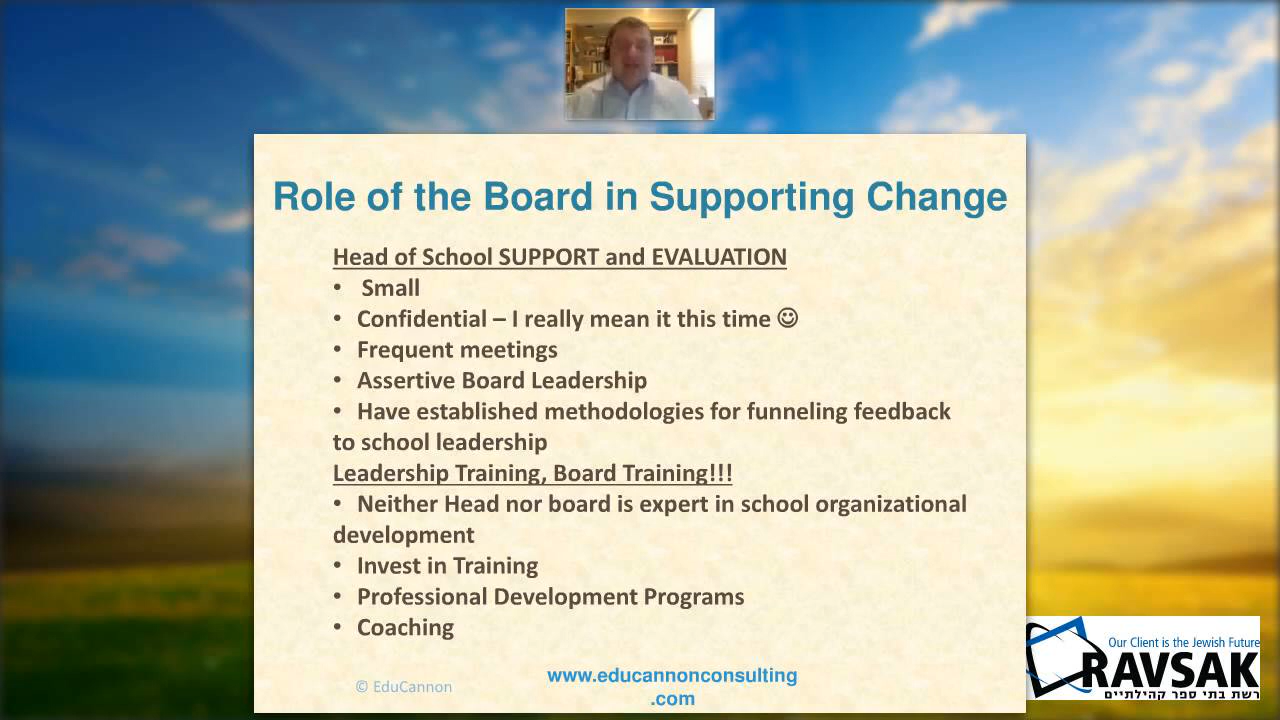 Role of the Board in Supporting Change
Head of School SUPPORT and EVALUATION
• Small
• Confidential – I really mean it this time ☺
• Frequent meetings
• Assertive Board Leadership
• Have established methodologies for funneling feedback
to school leadership
Leadership Training, Board Training!!!
• Neither Head nor board is expert in school organizational
development
• Invest in Training
• Professional Development Programs
• Coaching
© EduCannon
www.educannonconsulting
.com
Our Client is the Jewish Future
RAVSAK
רשת בתי ספר קהילתיים